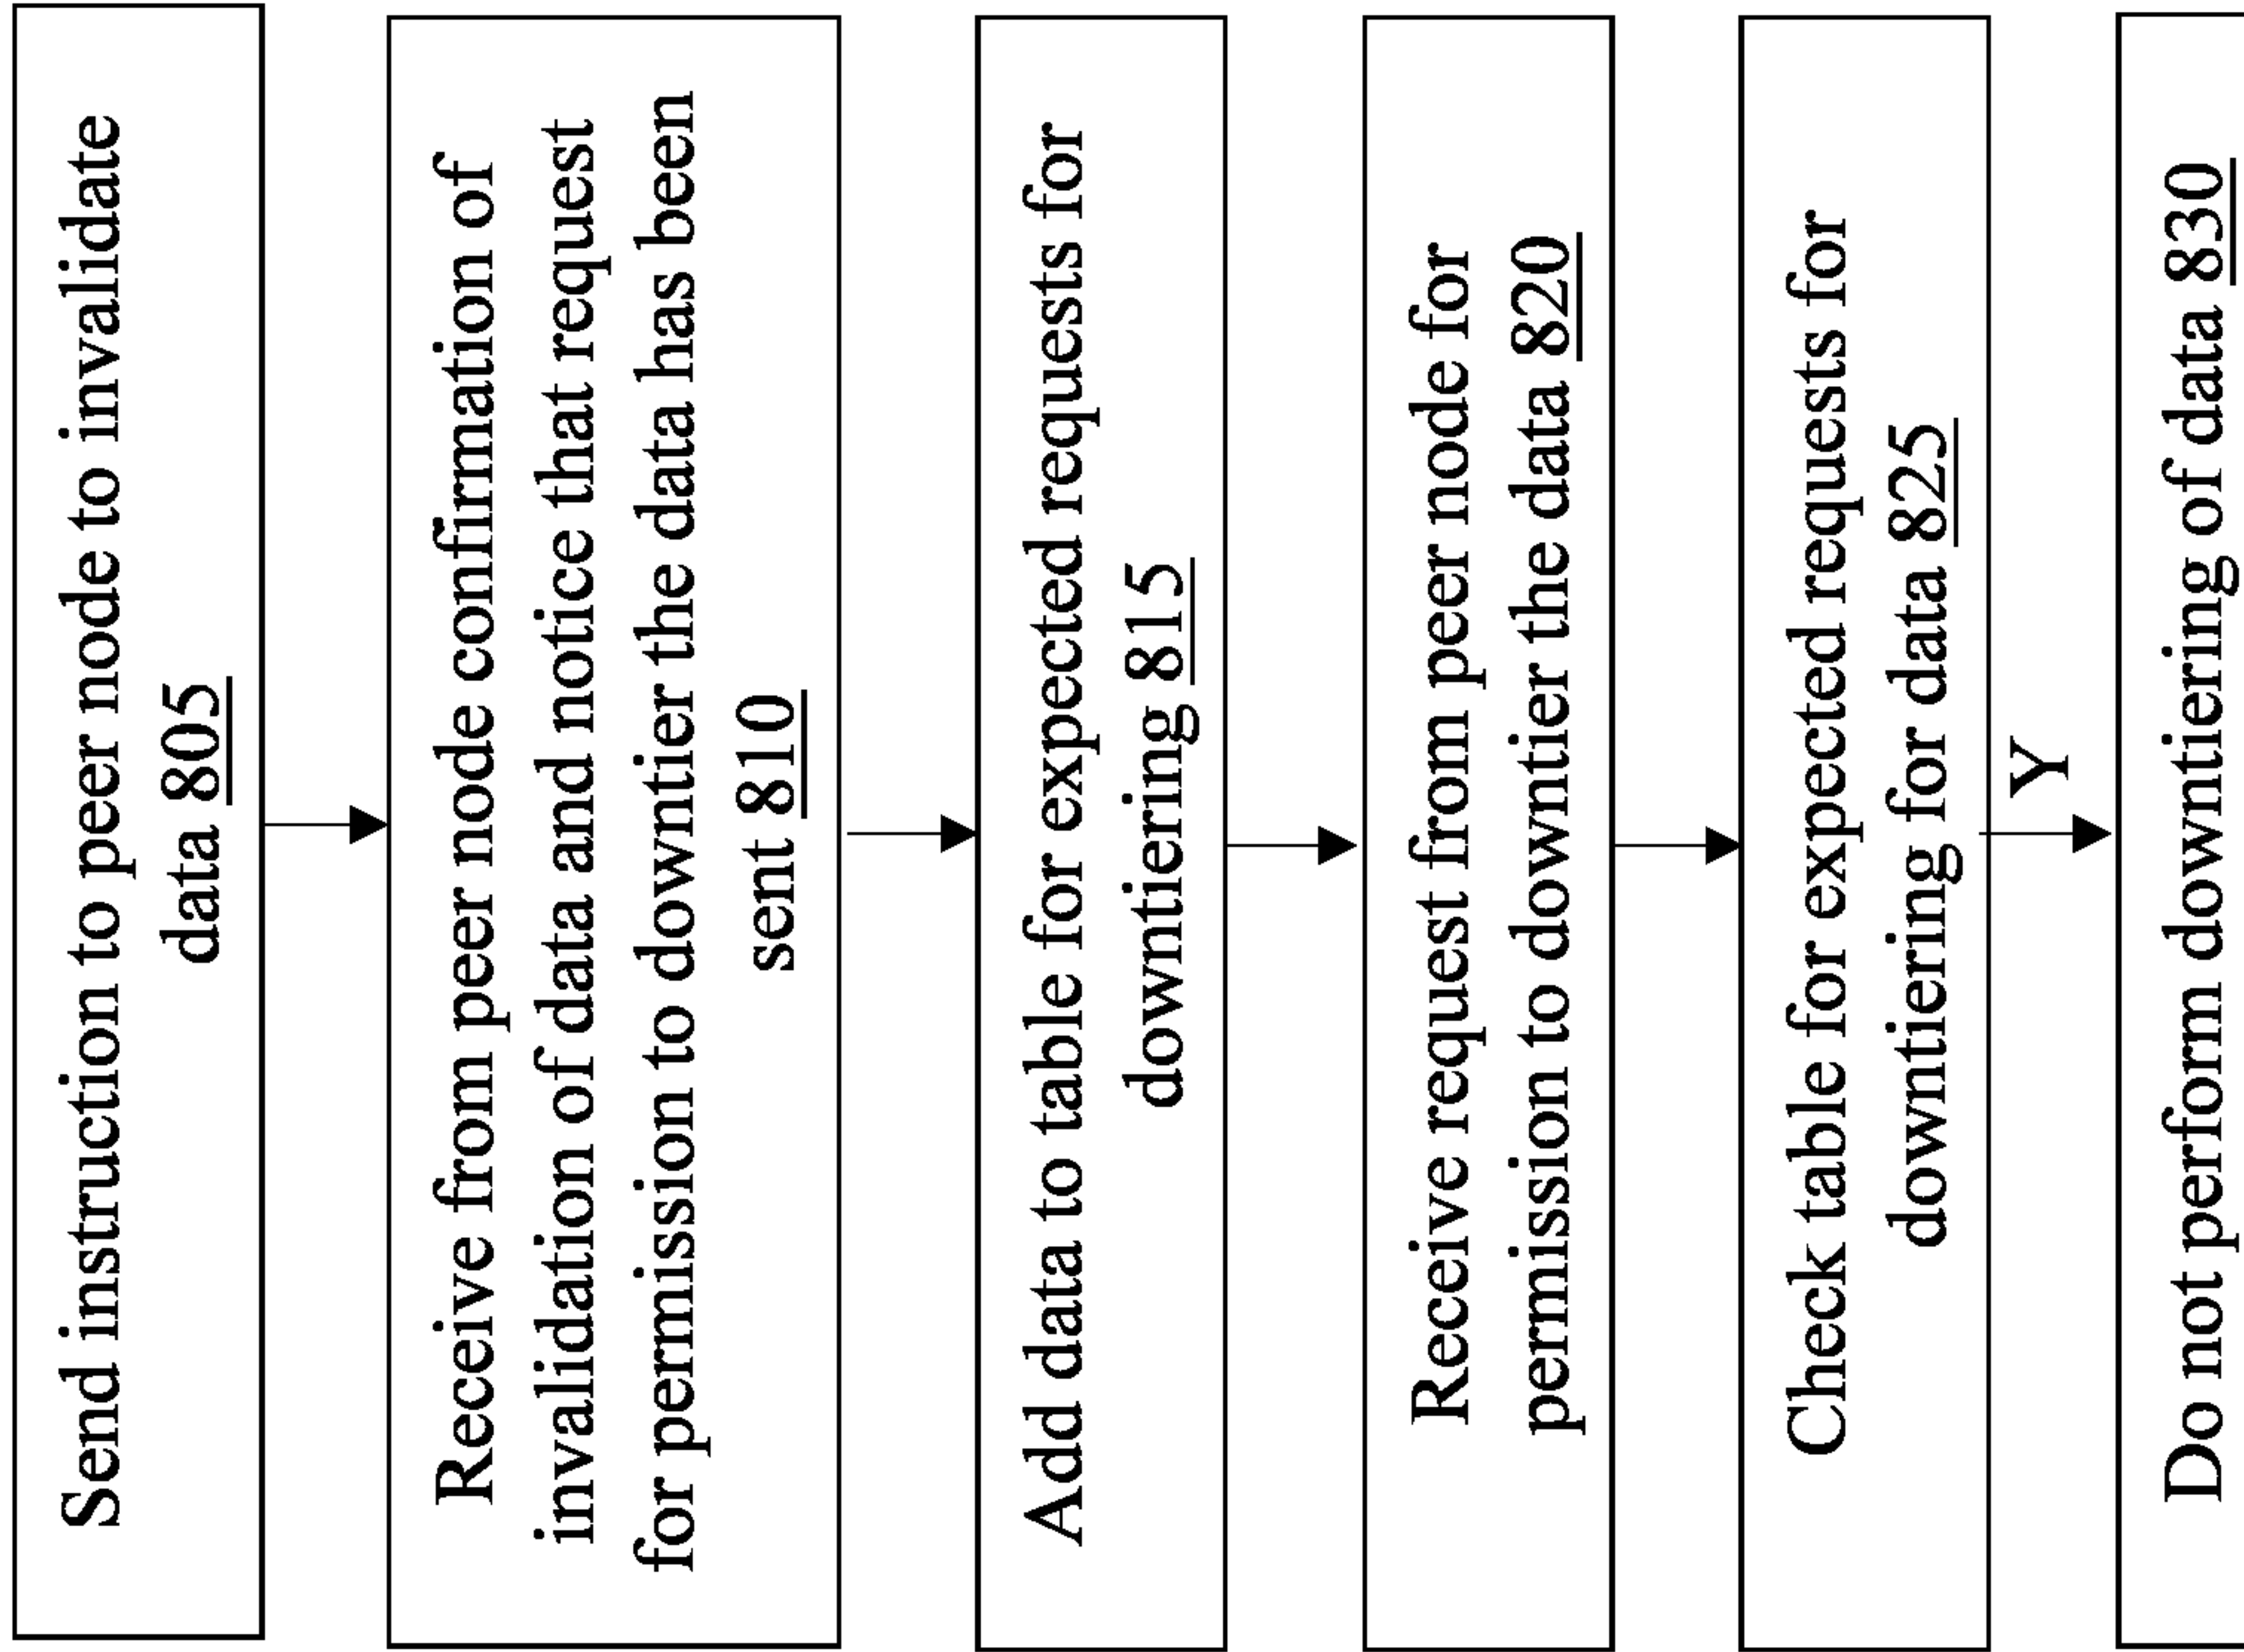 Send instruction to peer node to invalidate
data 805
Receive from peer node confirmation of
invalidation of data and notice that request
for permission to downtier the data has been
sent 810
Add data to table for expected requests for
downtiering 815
Receive request from peer node for
permission to downtier the data 820
Check table for expected requests for
downtiering for data 825
Y
Do not perform downtiering of data 830